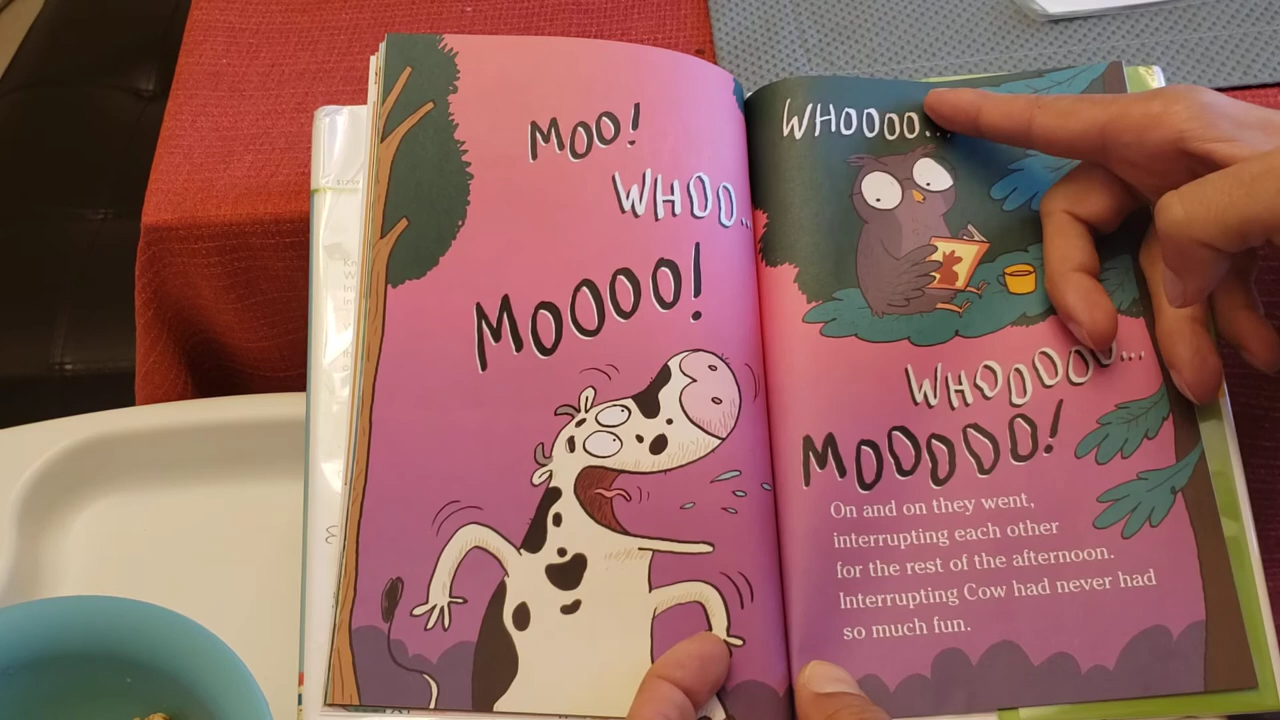 MOO!
WHOO..
MOOOO!
WHOOOO...
WHOOOOO...
MOOOOO!
On and on they went,
interrupting each other
for the rest of the afternoon.
Interrupting Cow had never had
so much fun.